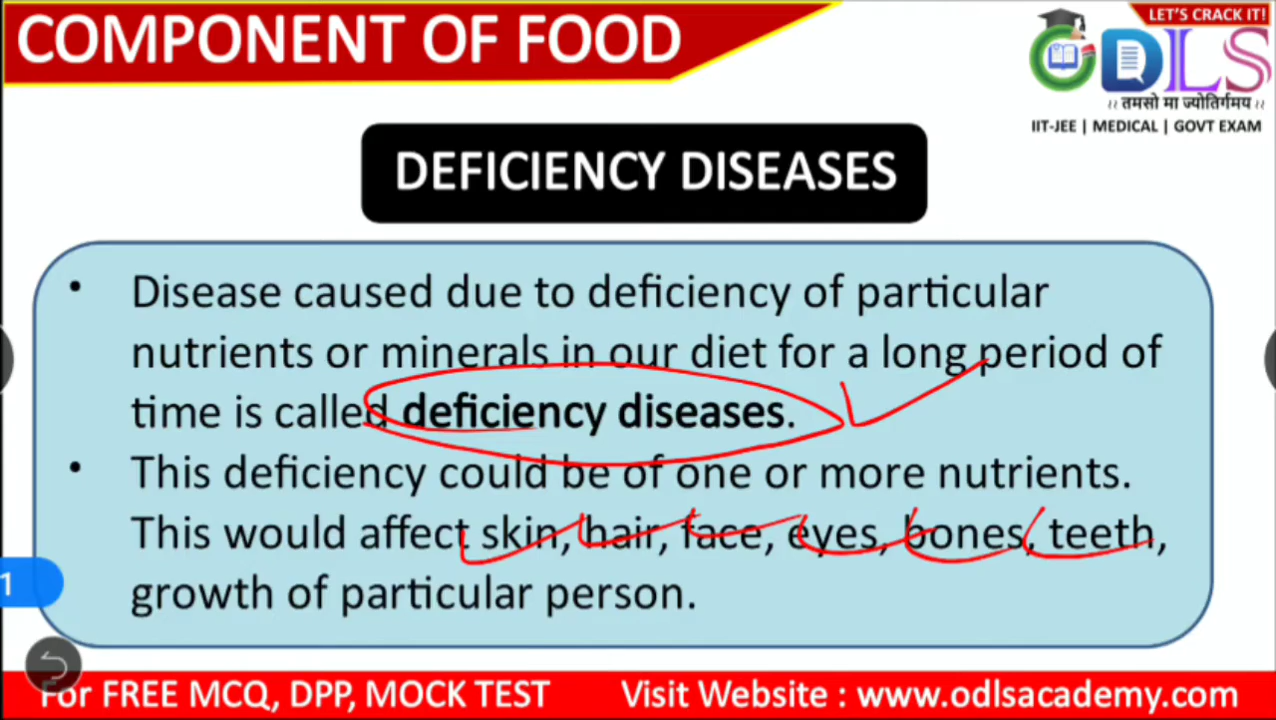 COMPONENT OF FOOD
LET'S CRACK IT!
ODLS
।। तमसो मा ज्योतिर्गमय ।।
IIT-JEE | MEDICAL | GOVT EXAM
DEFICIENCY DISEASES
• Disease caused due to deficiency of particular
nutrients or minerals in our diet for a long period of
time is called deficiency diseases.
• This deficiency could be of one or more nutrients.
This would affect skin, hair, face, eyes, bones, teeth,
growth of particular person.
1
For FREE MCQ, DPP, MOCK TEST Visit Website : www.odlsacademy.com